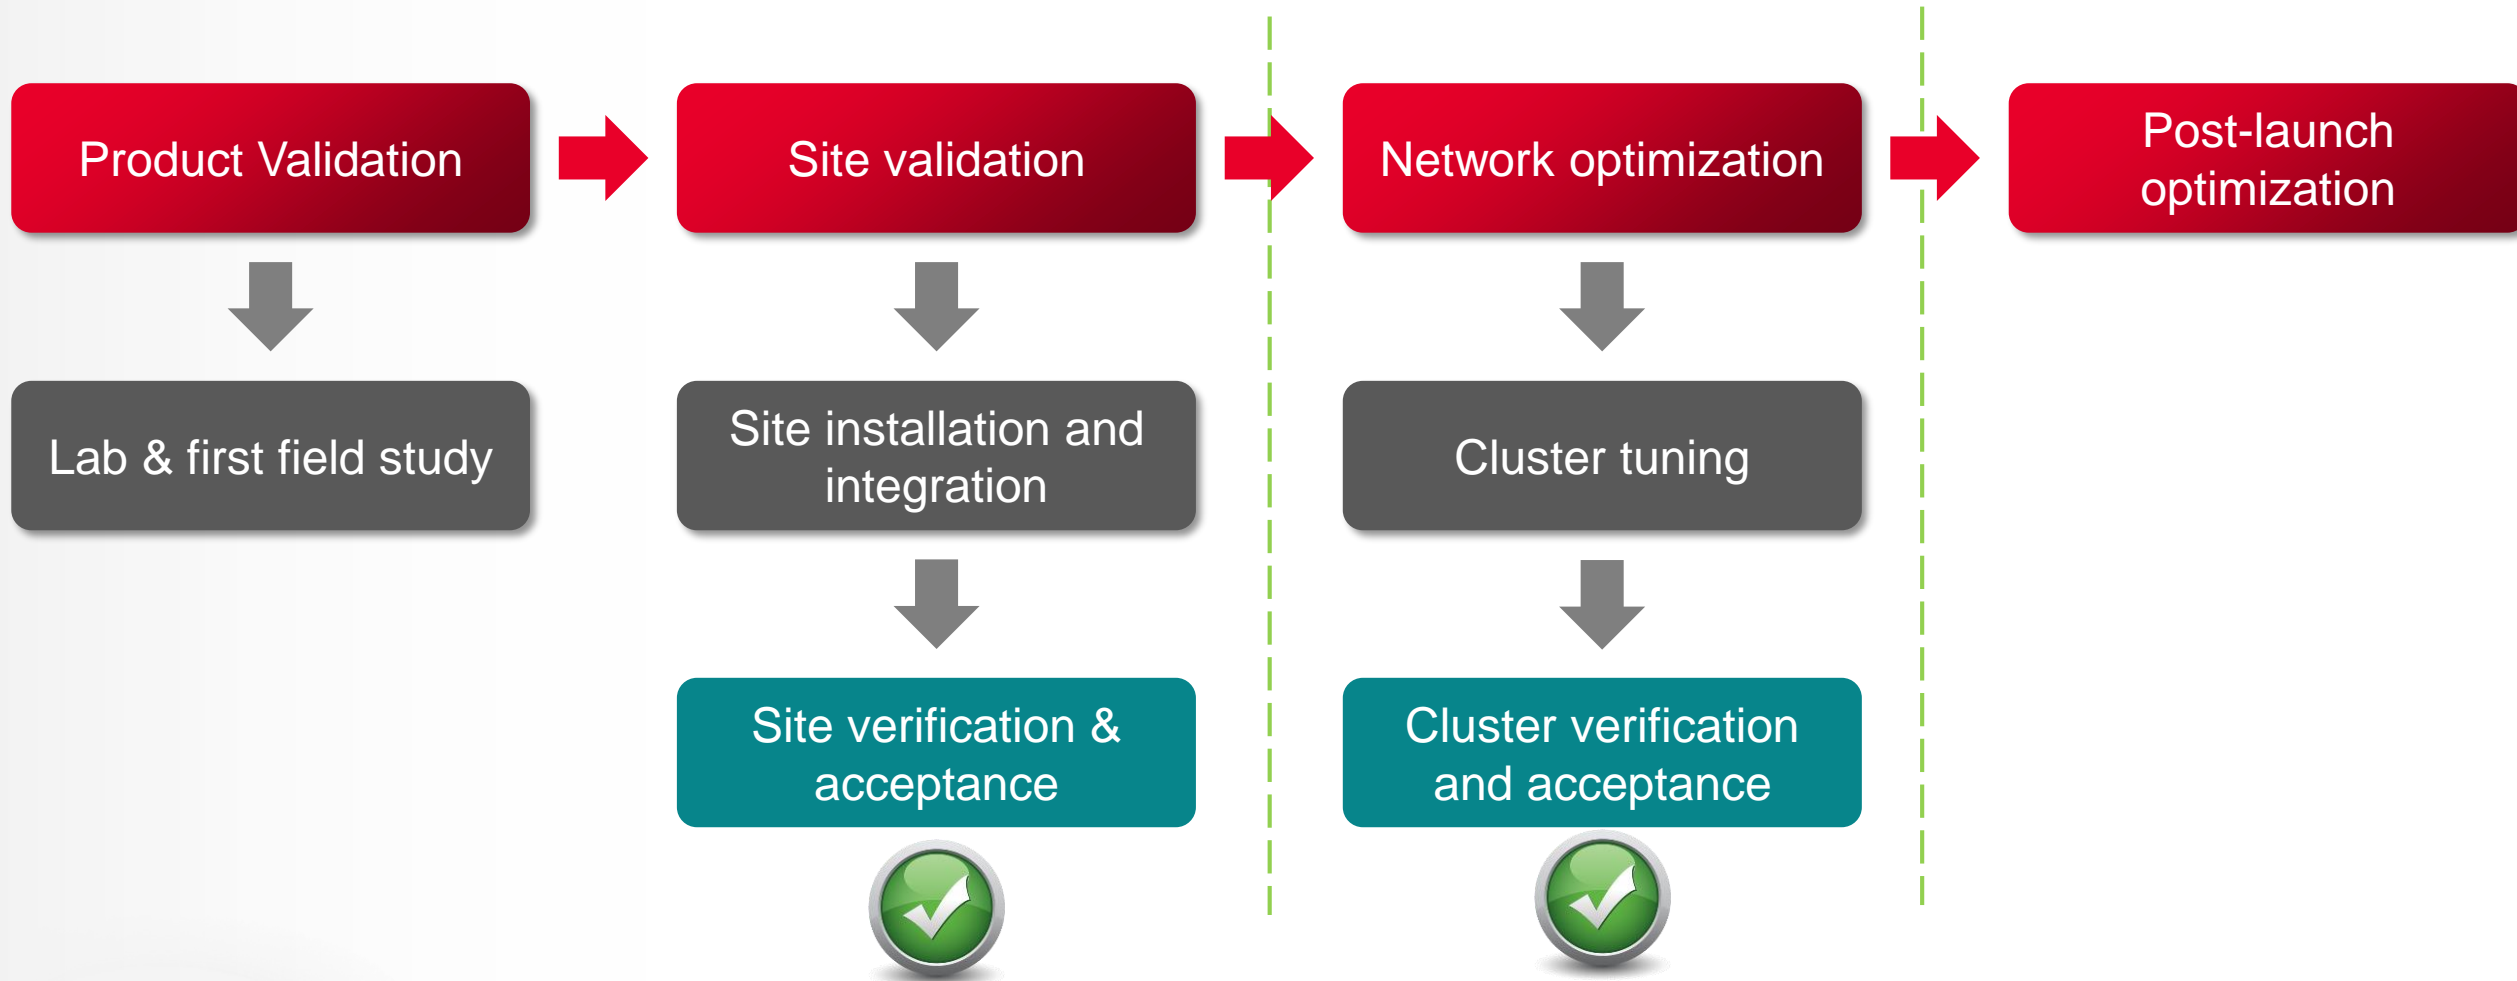 Product Validation
Site validation
Network optimization
Post-launch
optimization
Lab & first field study
Site installation and
integration
Cluster tuning
Site verification &
acceptance
Cluster verification
and acceptance